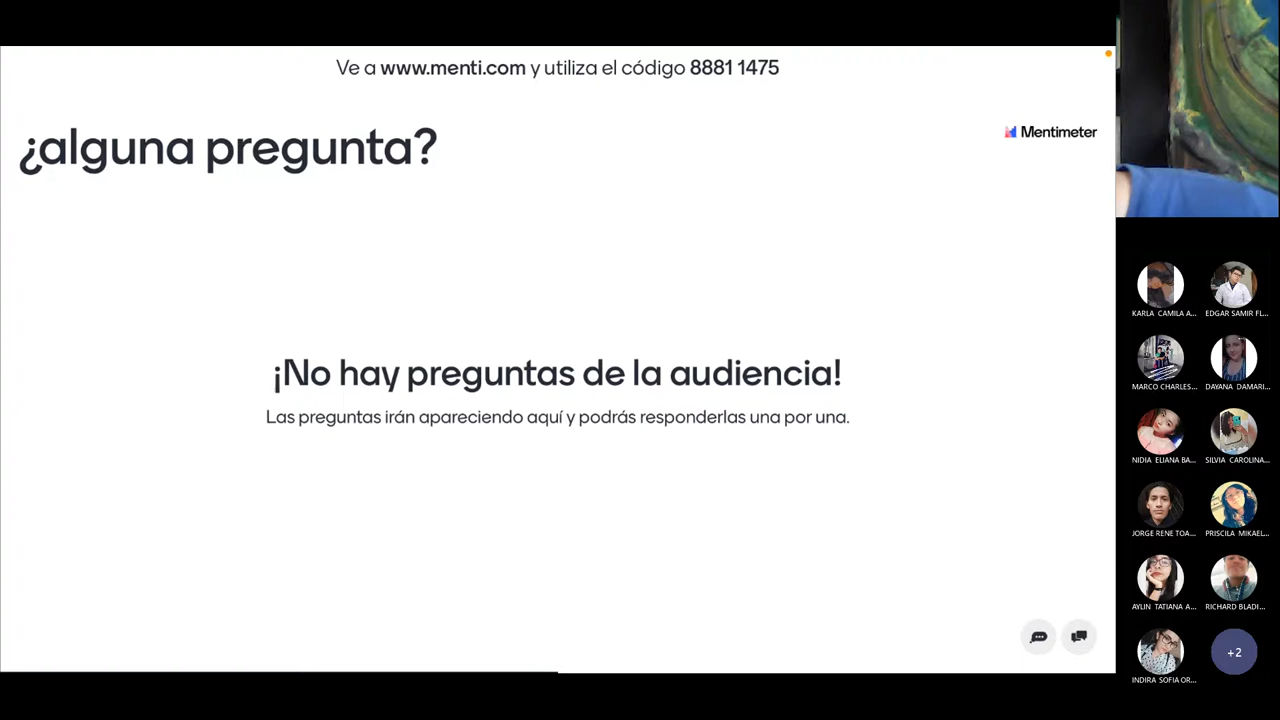 Ve a www.menti.com y utiliza el código 8881 1475
¿alguna pregunta?
Mentimeter
¡No hay preguntas de la audiencia!
Las preguntas irán apareciendo aquí y podrás responderlas una por una.
KARLA CAMILA A...
EDGAR SAMIR FL...
MARCO CHARLES...
DAYANA DAMARI...
NIDIA ELIANA BA...
SILVIA CAROLINA...
JORGE RENE TOA...
PRISCILA MIKAEL...
AYLIN TATIANA A...
RICHARD BLADI...
INDIRA SOFIA OR...
+2